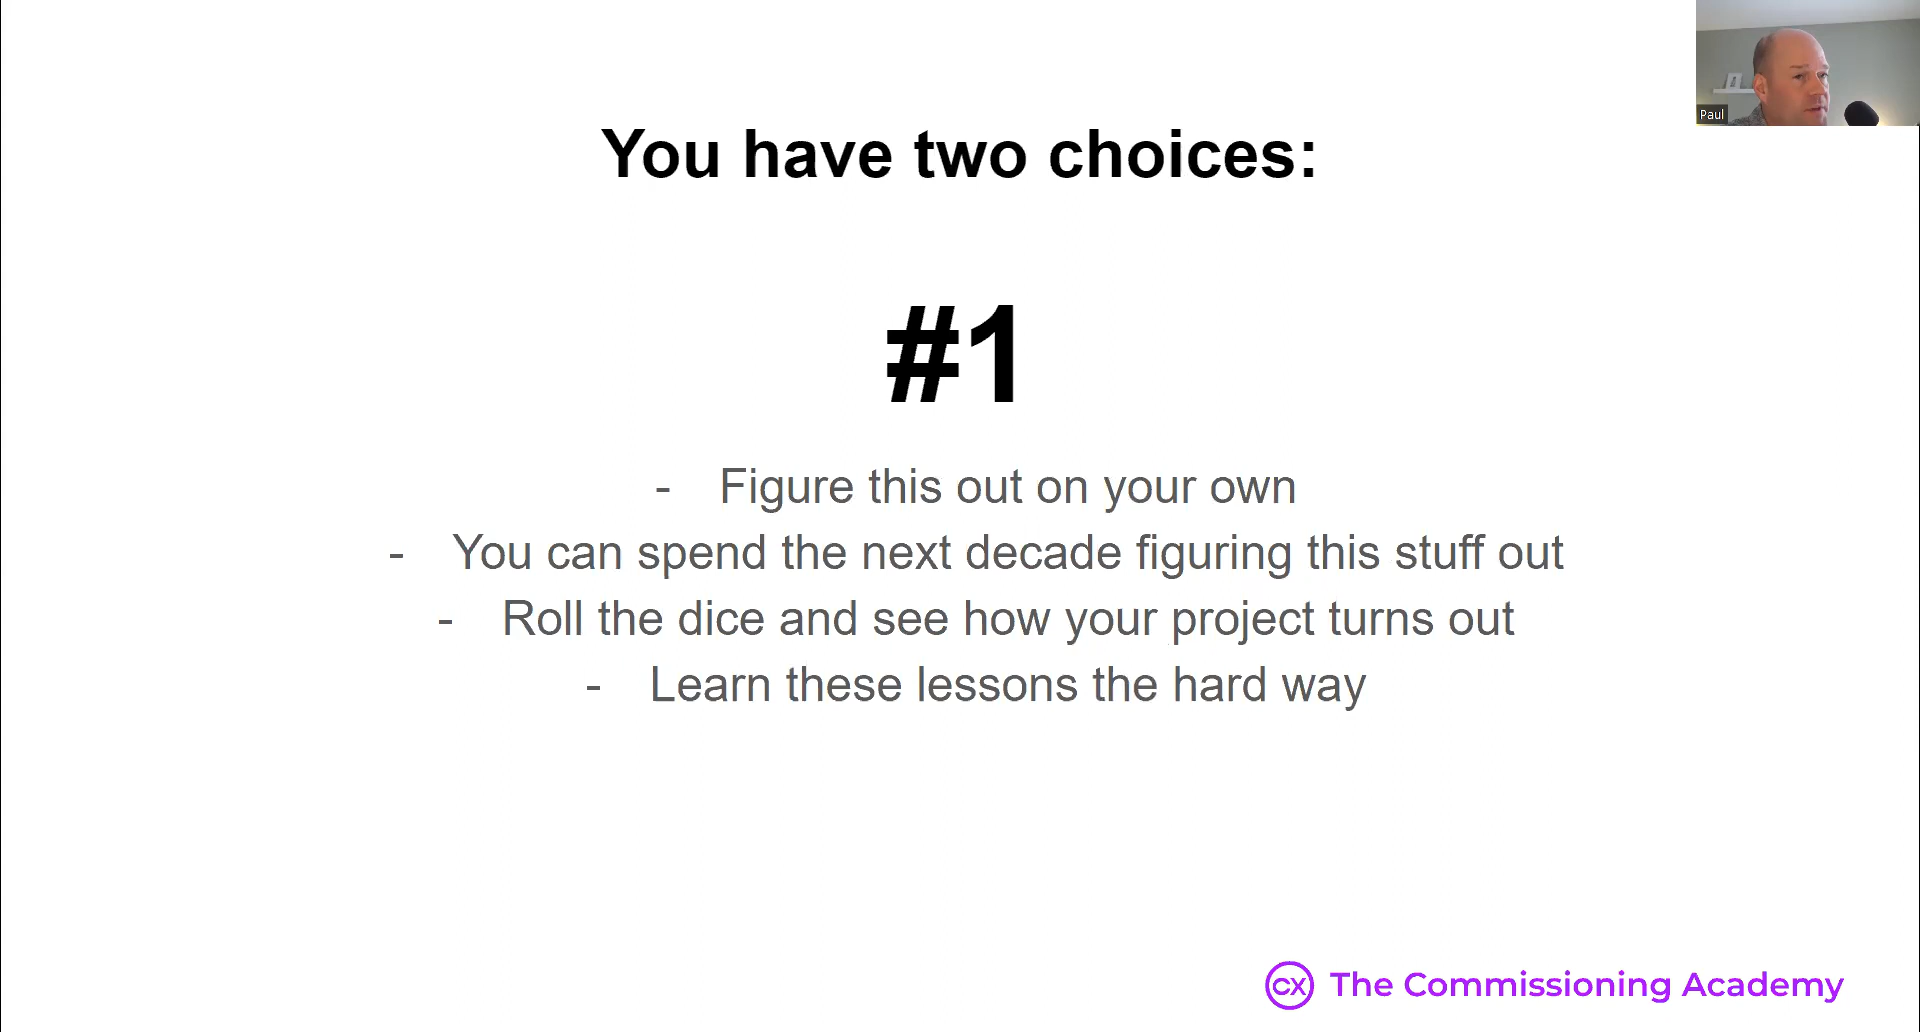 Paul
You have two choices:
#1
- Figure this out on your own
- You can spend the next decade figuring this stuff out
- Roll the dice and see how your project turns out
- Learn these lessons the hard way
CX The Commissioning Academy